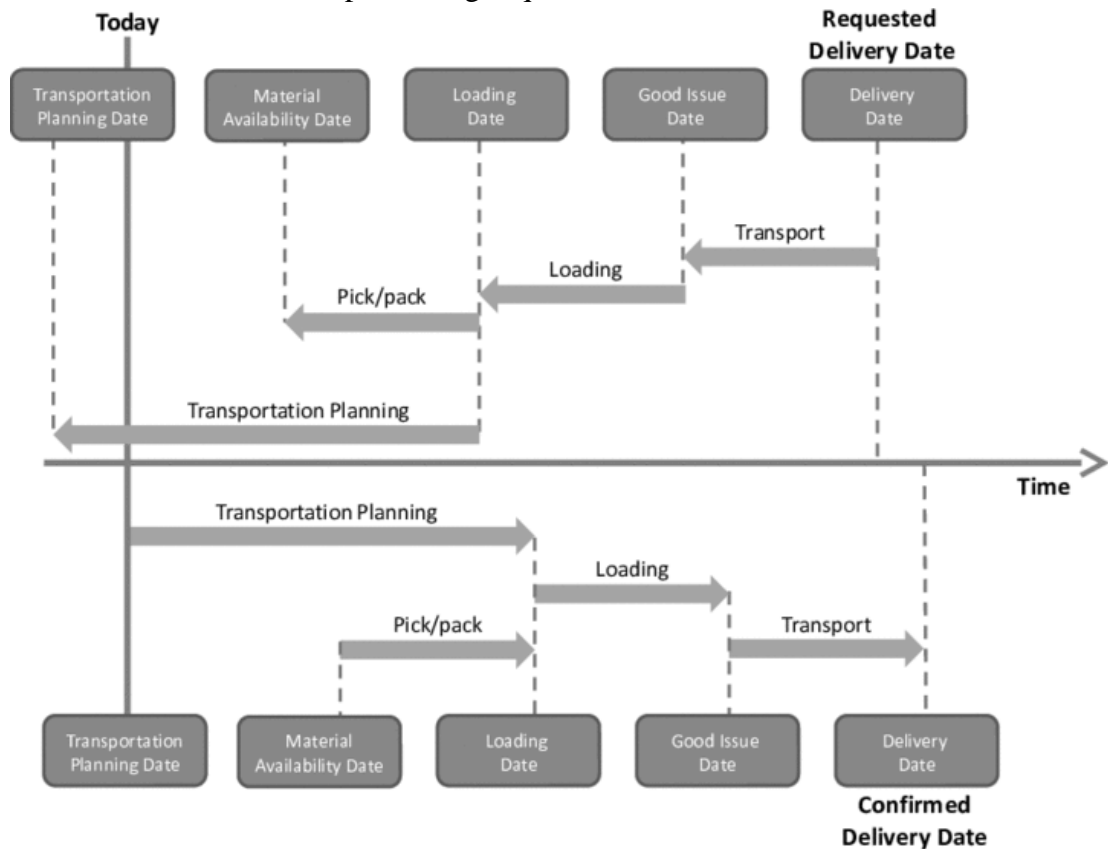 Today
Requested
Delivery Date
Transportation
Planning Date
Material
Availability Date
Loading
Date
Good Issue
Date
Delivery
Date
Transport
Loading
Pick/pack
Transportation Planning
Time
Transportation Planning
Loading
Pick/pack
Transport
Transportation
Planning Date
Material
Availability Date
Loading
Date
Good Issue
Date
Delivery
Date
Confirmed
Delivery Date